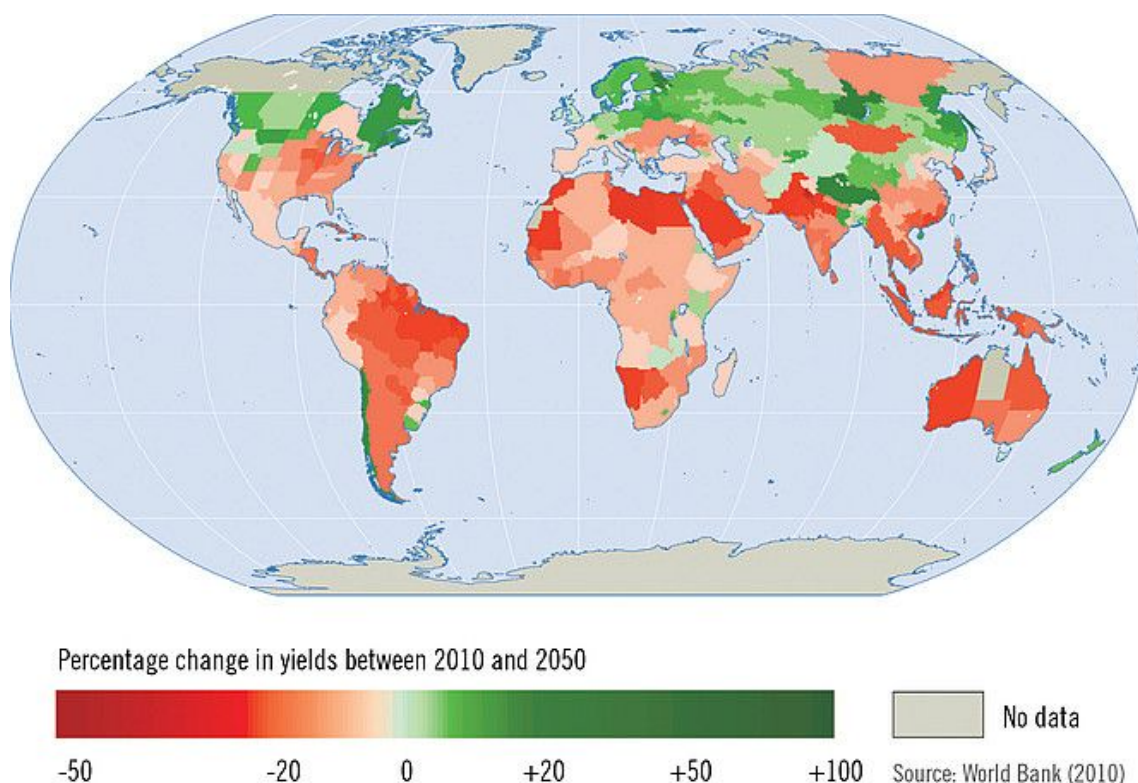 Percentage change in yields between 2010 and 2050
-50 -20 0 +20 +50 +100
No data
Source: World Bank (2010)